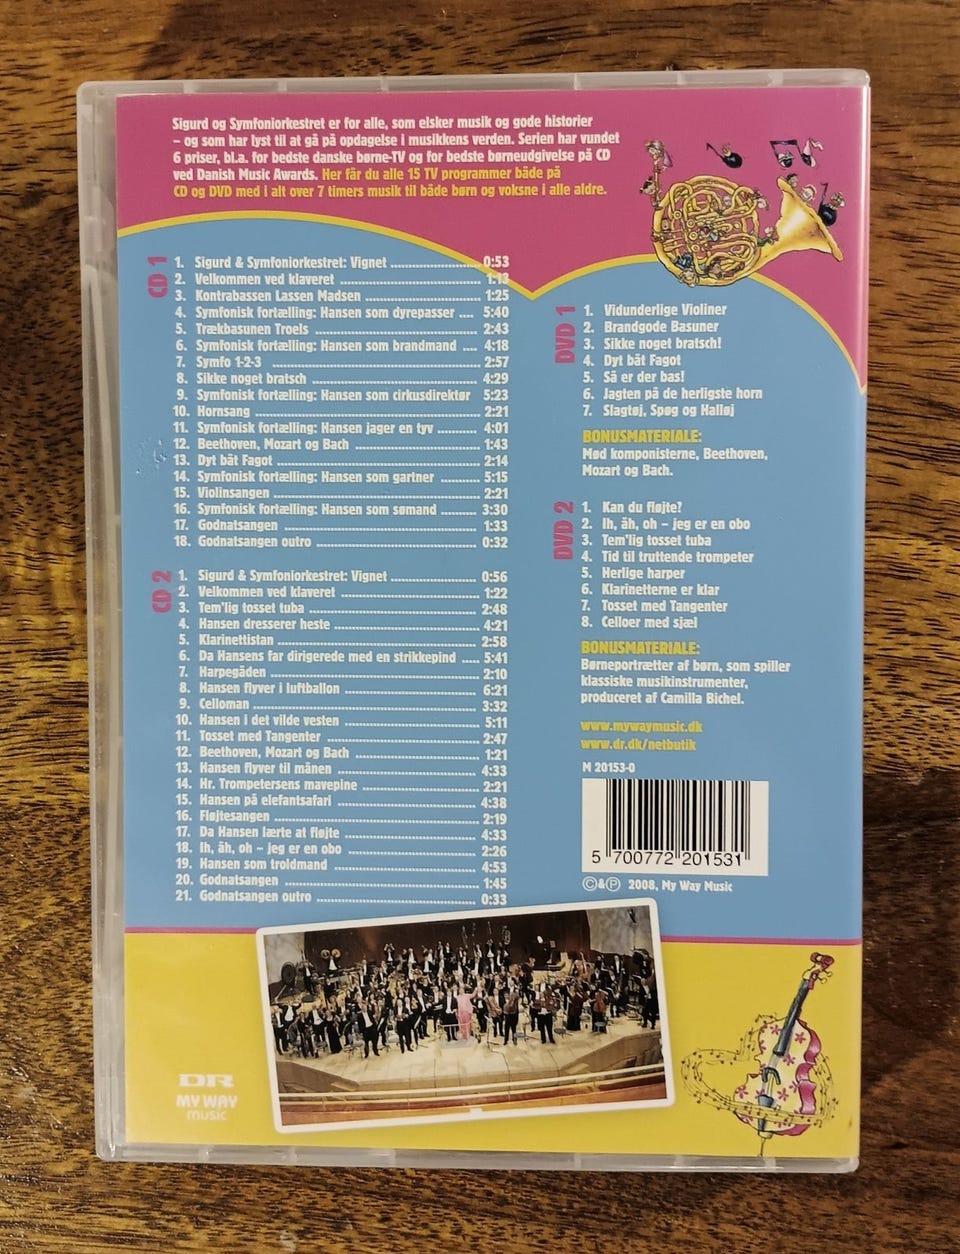 Sigurd og Symfoniorkestret er for alle, som elsker musik og gode historier
– og som har lyst til at gå på opdagelse i musikkens verden. Serien har vundet
6 priser, bl.a. for bedste danske børne-TV og for bedste børneudgivelse på CD
ved Danish Music Awards. Her får du alle 15 TV programmer både på
CD og DVD med i alt over 7 timers musik til både børn og voksne i alle aldre.
CD 1
1. Sigurd & Symfoniorkestret: Vignet 0:53
2. Velkommen ved klaveret 1:13
3. Kontrabassen Lassen Madsen 1:25
4. Symfonisk fortælling: Hansen som dyrepasser 5:40
5. Trækbasunen Troels 2:43
6. Symfonisk fortælling: Hansen som brandmand 4:18
7. Symfo 1-2-3 2:57
8. Sikke noget bratsch 4:29
9. Symfonisk fortælling: Hansen som cirkusdirektør 5:23
10. Hornsang 2:21
11. Symfonisk fortælling: Hansen jager en tyv 4:01
12. Beethoven, Mozart og Bach 1:43
13. Dyt båt Fagot 2:14
14. Symfonisk fortælling: Hansen som gartner 5:15
15. Violinsangen 2:21
16. Symfonisk fortælling: Hansen som sømand 3:30
17. Godnatsangen 1:33
18. Godnatsangen outro 0:32
CD 2
1. Sigurd & Symfoniorkestret: Vignet 0:56
2. Velkommen ved klaveret 1:22
3. Tem'lig tosset tuba 2:48
4. Hansen dresserer heste 4:21
5. Klarinettistan 2:58
6. Da Hansens far dirigerede med en strikkepind 5:41
7. Harpegåden 2:10
8. Hansen flyver i luftballon 6:21
9. Celloman 3:32
10. Hansen i det vilde vesten 5:11
11. Tosset med Tangenter 2:47
12. Beethoven, Mozart og Bach 1:21
13. Hansen flyver til månen 4:33
14. Hr. Trompetersens mavepine 2:21
15. Hansen på elefantsafari 4:38
16. Fløjtesangen 2:19
17. Da Hansen lærte at fløjte 4:33
18. Ih, åh, oh – jeg er en obo 2:26
19. Hansen som troldmand 4:53
20. Godnatsangen 1:45
21. Godnatsangen outro 0:33
DVD 1
1. Vidunderlige Violiner
2. Brandgode Basuner
3. Sikke noget bratsch!
4. Dyt båt Fagot
5. Så er der bas!
6. Jagten på de herligste horn
7. Slagtøj, Spøg og Halløj
BONUSMATERIALE:
Mød komponisterne, Beethoven,
Mozart og Bach.
DVD 2
1. Kan du fløjte?
2. Ih, åh, oh – jeg er en obo
3. Tem'lig tosset tuba
4. Tid til truttende trompeter
5. Herlige harper
6. Klarinetterne er klar
7. Tosset med Tangenter
8. Celloer med sjæl
BONUSMATERIALE:
Børneportrætter af børn, som spiller
klassiske musikinstrumenter,
produceret af Camilla Bichel.
www.mywaymusic.dk
www.dr.dk/netbutik
M 20153-0
5 700772 201531
©&℗ 2008, My Way Music
DR
MY WAY
music